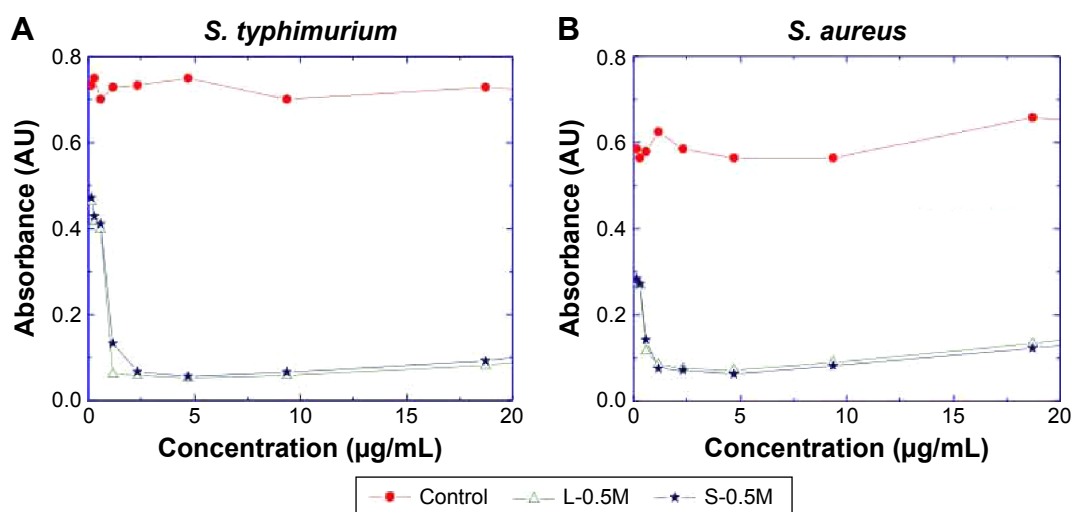 A
S. typhimurium
Absorbance (AU)
0.8
0.6
0.4
0.2
0.0
0
5
10
15
20
Concentration (µg/mL)
B
S. aureus
Absorbance (AU)
0.8
0.6
0.4
0.2
0.0
0
5
10
15
20
Concentration (µg/mL)
Control
L-0.5M
S-0.5M